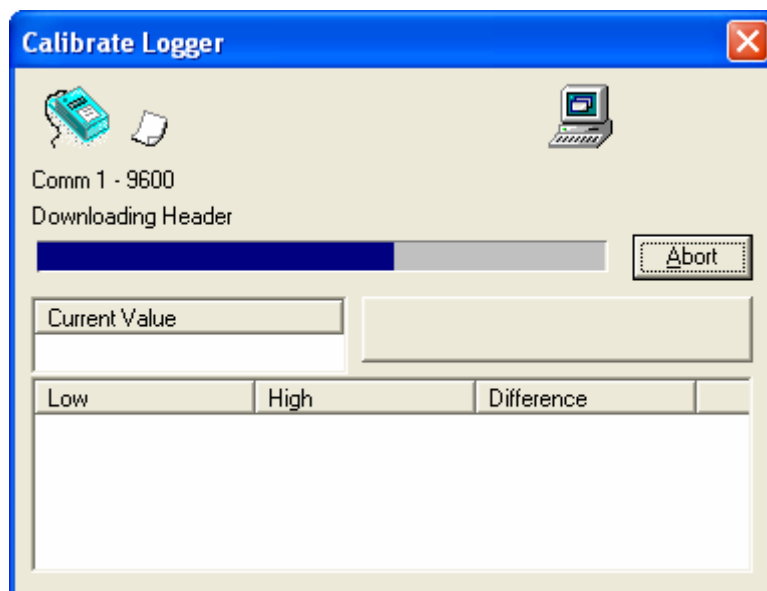 Calibrate Logger
Comm 1 - 9600
Downloading Header
Abort
Current Value
Low High Difference